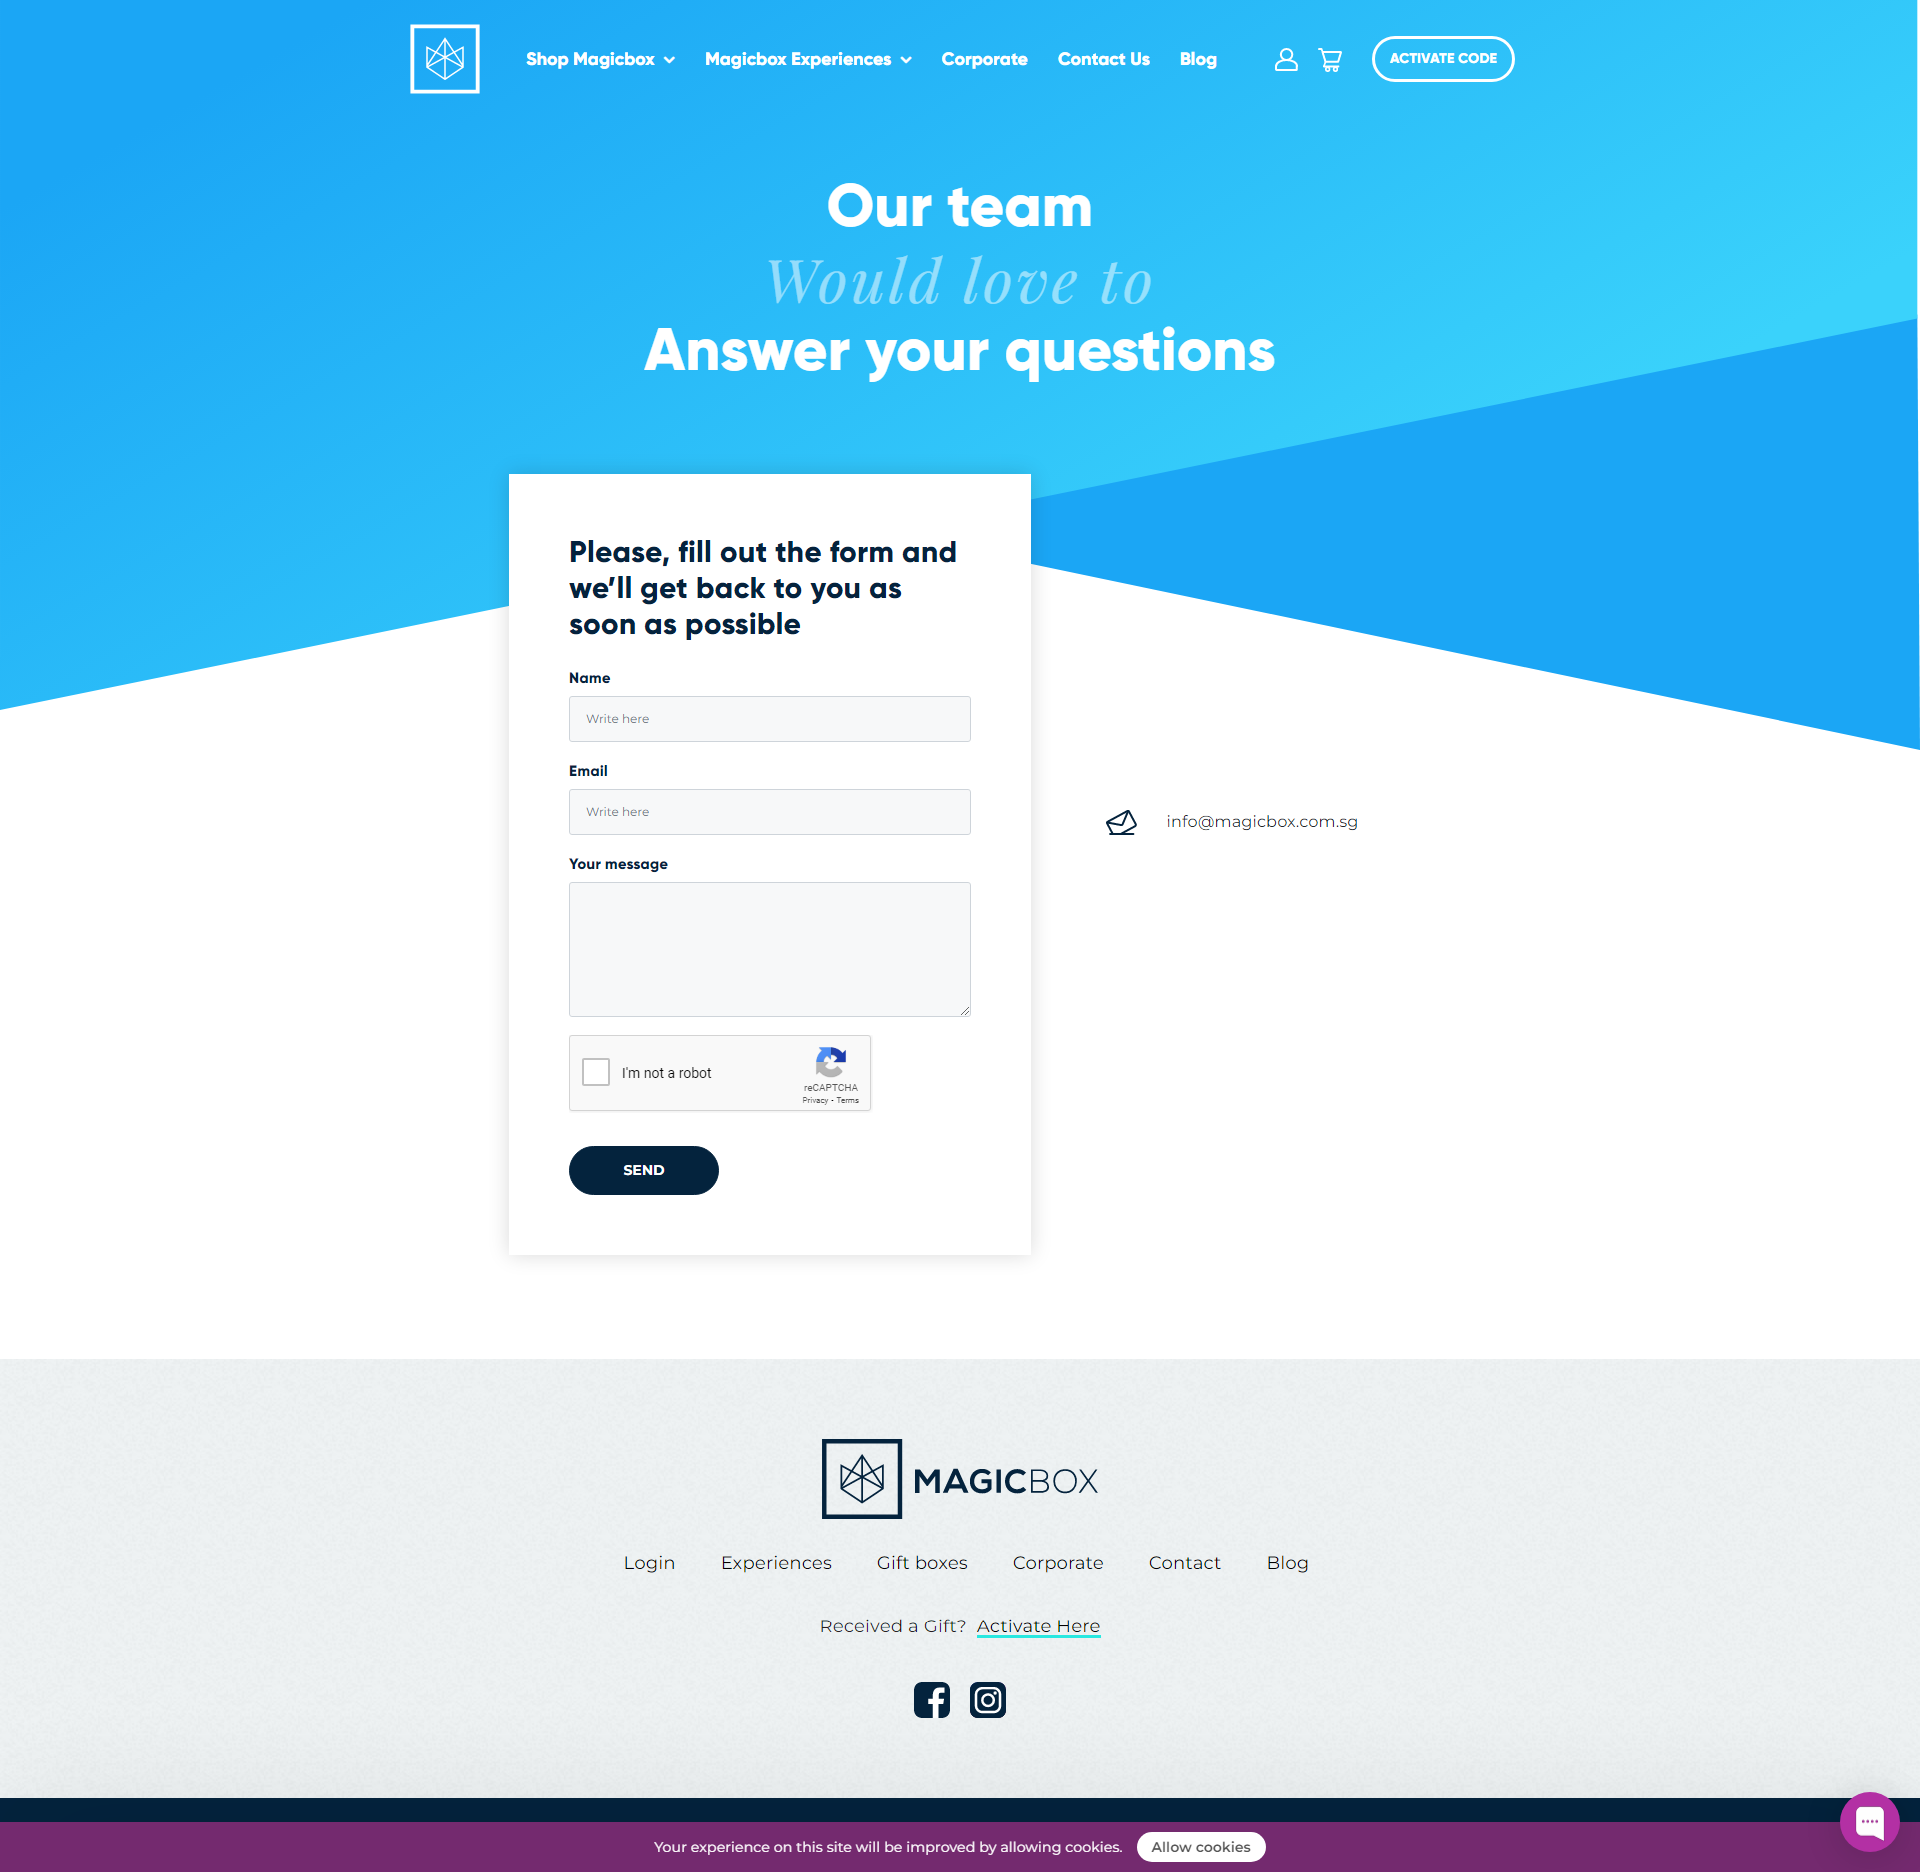 Shop Magicbox
Magicbox Experiences
Corporate
Contact Us
Blog
ACTIVATE CODE
Our team
Would love to
Answer your questions
Please, fill out the form and
we’ll get back to you as
soon as possible
Name
Write here
Email
Write here
info@magicbox.com.sg
Your message
I'm not a robot
reCAPTCHA
Privacy - Terms
SEND
MAGICBOX
Login
Experiences
Gift boxes
Corporate
Contact
Blog
Received a Gift? Activate Here
Your experience on this site will be improved by allowing cookies.
Allow cookies